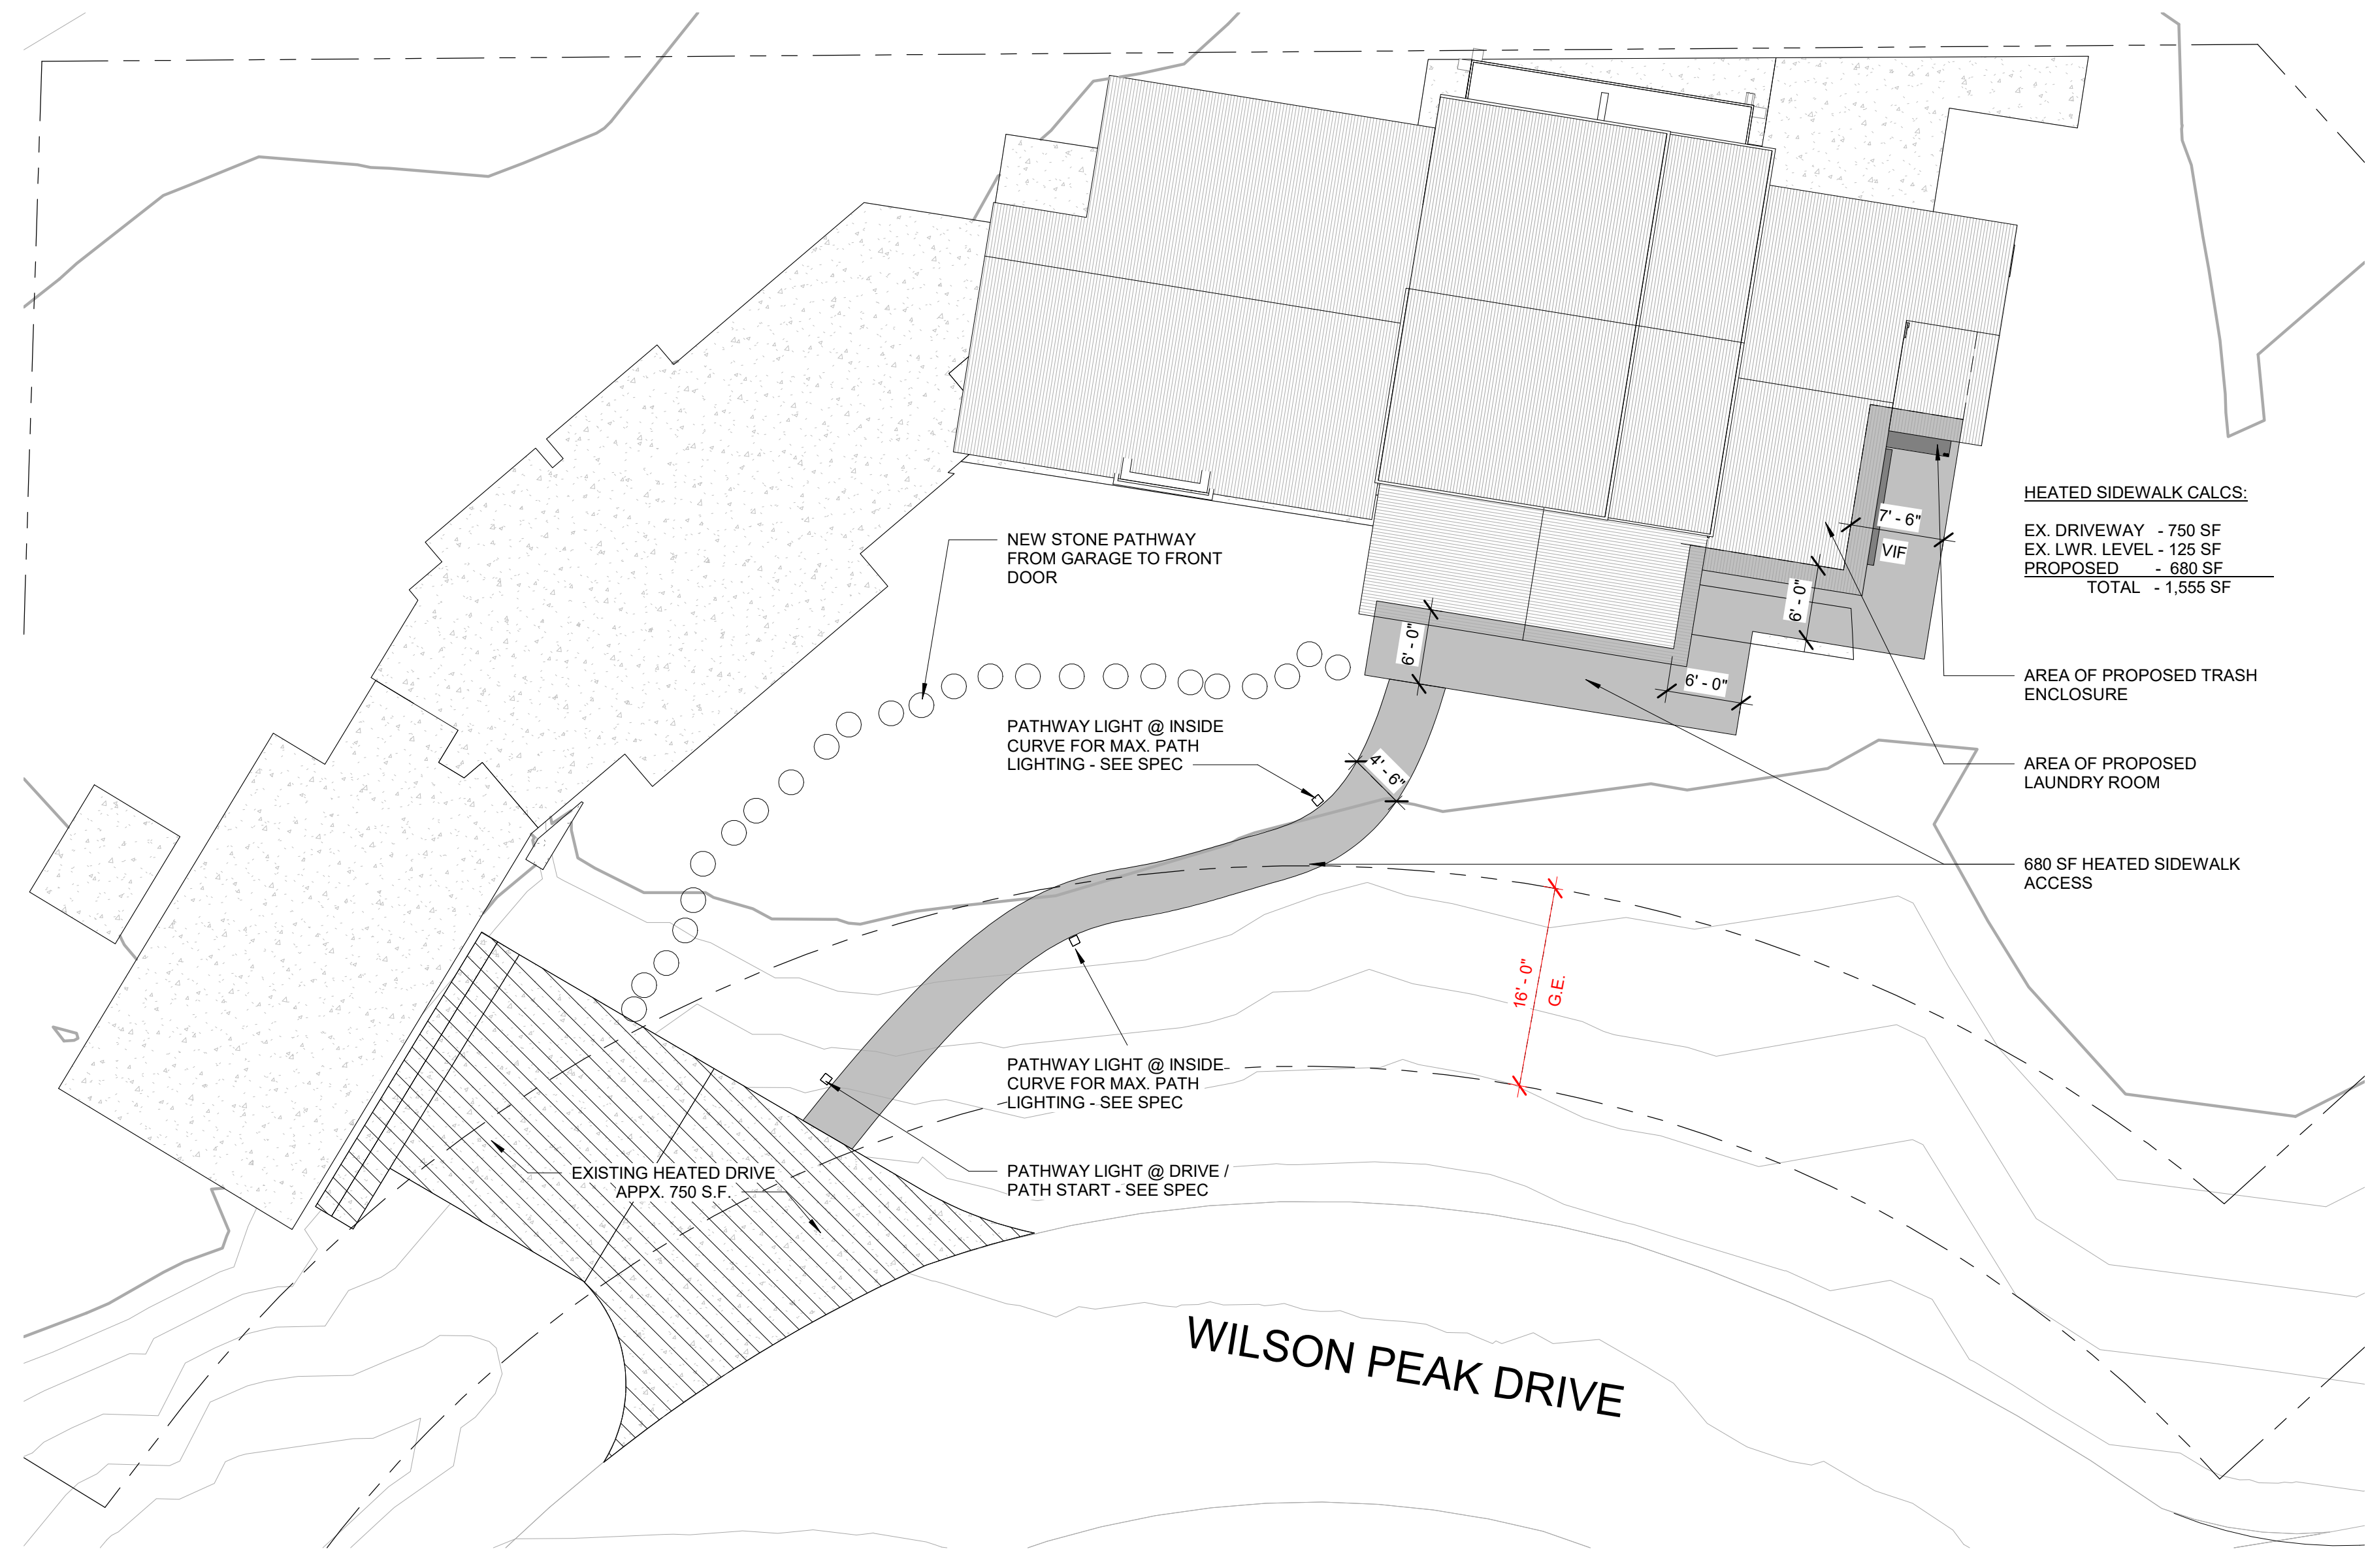 NEW STONE PATHWAY
FROM GARAGE TO FRONT
DOOR
PATHWAY LIGHT @ INSIDE
CURVE FOR MAX. PATH
LIGHTING - SEE SPEC
PATHWAY LIGHT @ INSIDE
CURVE FOR MAX. PATH
LIGHTING - SEE SPEC
PATHWAY LIGHT @ DRIVE /
PATH START - SEE SPEC
EXISTING HEATED DRIVE
APPX. 750 S.F.
6' - 0"
6' - 0"
4' - 6"
6' - 0"
7' - 6"
VIF
16' - 0"
G.E.
HEATED SIDEWALK CALCS:
EX. DRIVEWAY - 750 SF
EX. LWR. LEVEL - 125 SF
PROPOSED - 680 SF
TOTAL - 1,555 SF
AREA OF PROPOSED TRASH
ENCLOSURE
AREA OF PROPOSED
LAUNDRY ROOM
680 SF HEATED SIDEWALK
ACCESS
WILSON PEAK DRIVE